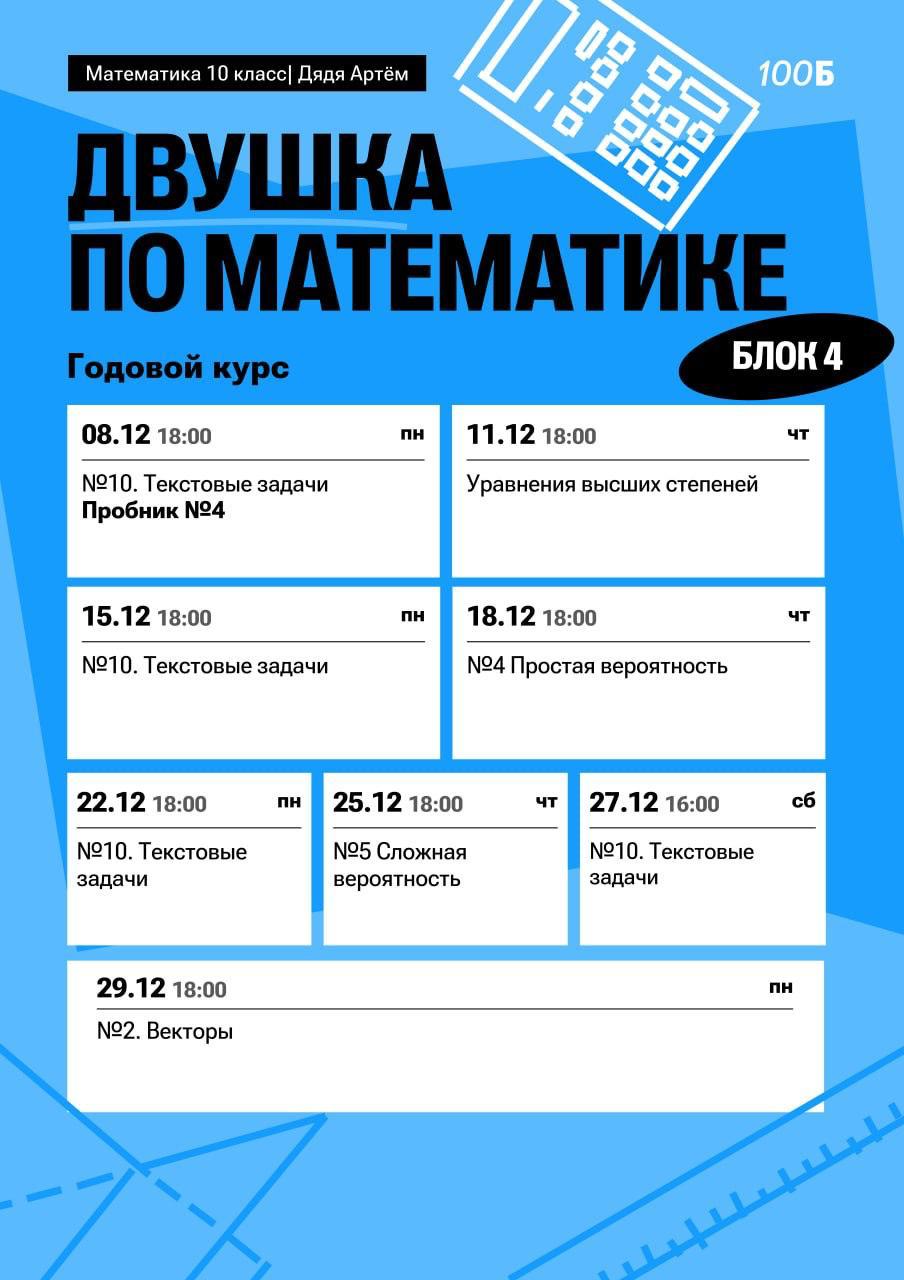 Математика 10 класс| Дядя Артём
100Б
ДВУШКА
ПО МАТЕМАТИКЕ
Годовой курс
БЛОК 4
08.12 18:00 пн
№10. Текстовые задачи
Пробник №4
11.12 18:00 чт
Уравнения высших степеней
15.12 18:00 пн
№10. Текстовые задачи
18.12 18:00 чт
№4 Простая вероятность
22.12 18:00 пн
№10. Текстовые
задачи
25.12 18:00 чт
№5 Сложная
вероятность
27.12 16:00 сб
№10. Текстовые
задачи
29.12 18:00 пн
№2. Векторы